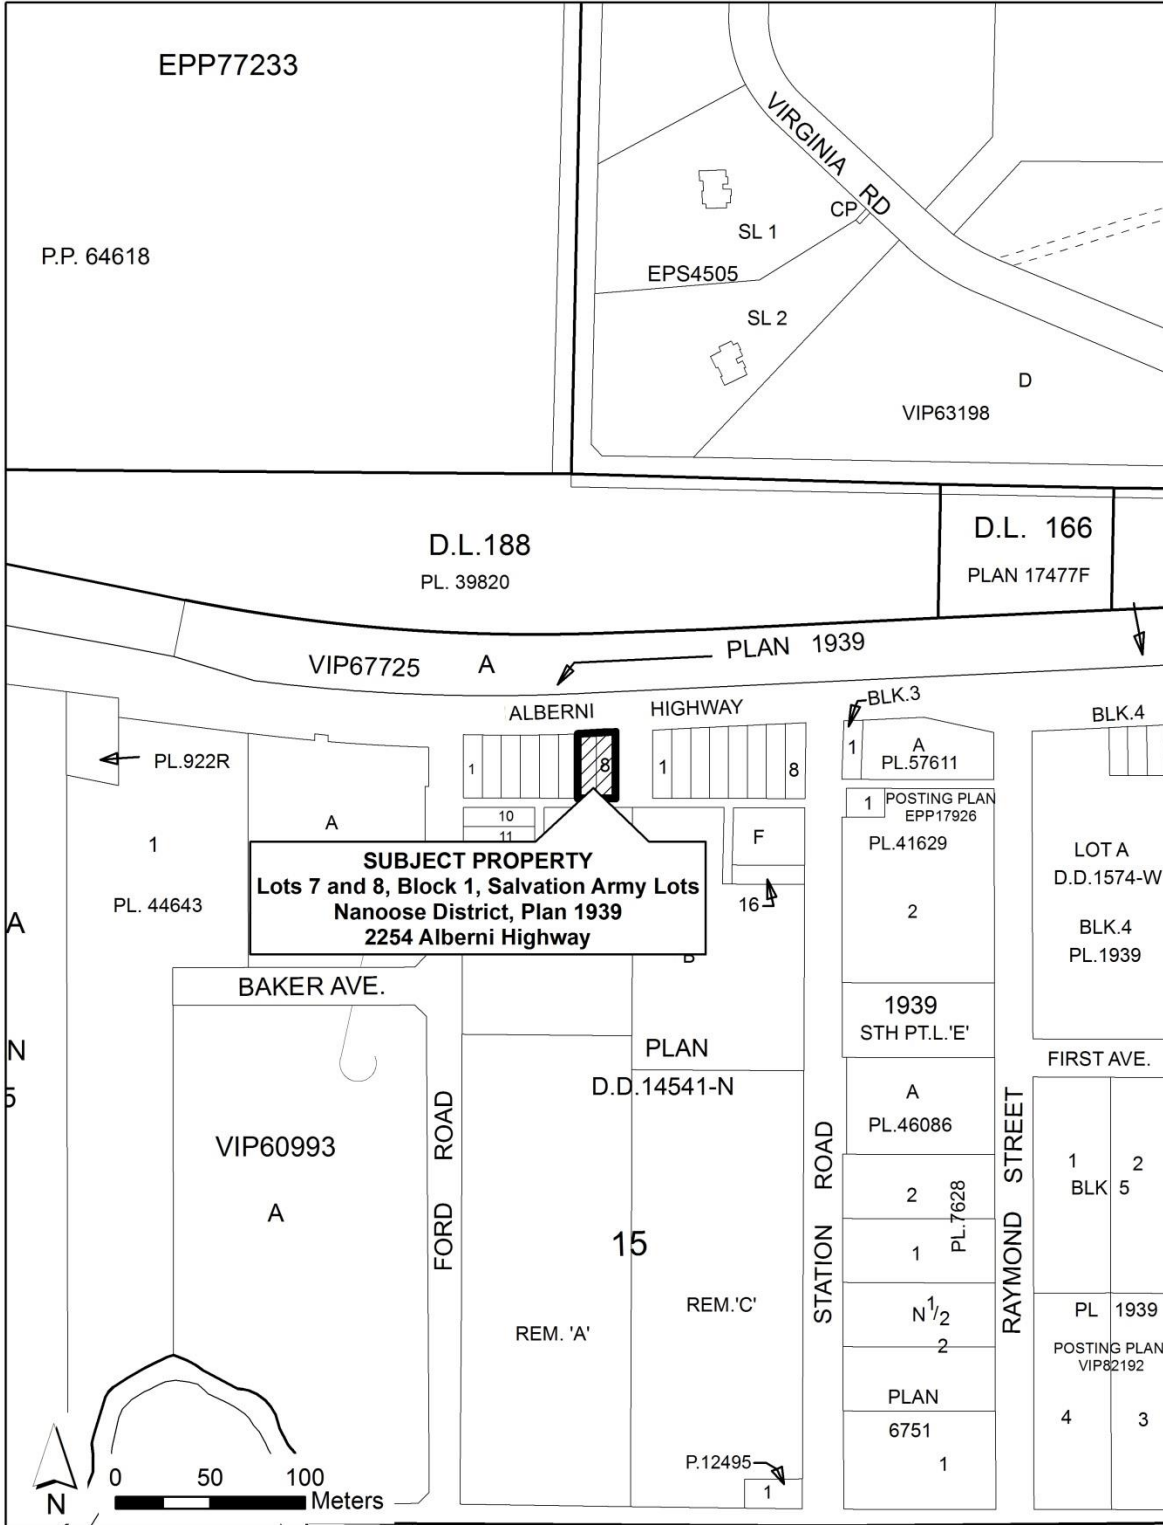 EPP77233
P.P. 64618
VIRGINIA RD
CP
SL 1
EPS4505
SL 2
D
VIP63198
D.L.188
PL. 39820
D.L. 166
PLAN 17477F
VIP67725 A
PLAN 1939
ALBERNI HIGHWAY
BLK.3
BLK.4
PL.922R
1
8
1
8
1
A
PL.57611
1
POSTING PLAN
EPP17926
10
11
A
F
16
PL.41629
2
1
PL. 44643
SUBJECT PROPERTY
Lots 7 and 8, Block 1, Salvation Army Lots
Nanoose District, Plan 1939
2254 Alberni Highway
LOT A
D.D.1574-W
BLK.4
PL.1939
A
N
5
BAKER AVE.
1939
STH PT.L.'E'
PLAN
D.D.14541-N
FIRST AVE.
A
PL.46086
FORD ROAD
STATION ROAD
RAYMOND STREET
VIP60993
A
15
2
PL.7628
1
1
2
BLK 5
REM. 'A'
REM.'C'
N 1/2
2
PL 1939
POSTING PLAN
VIP82192
PLAN
6751
1
4
3
P.12495
1
N
0 50 100
Meters